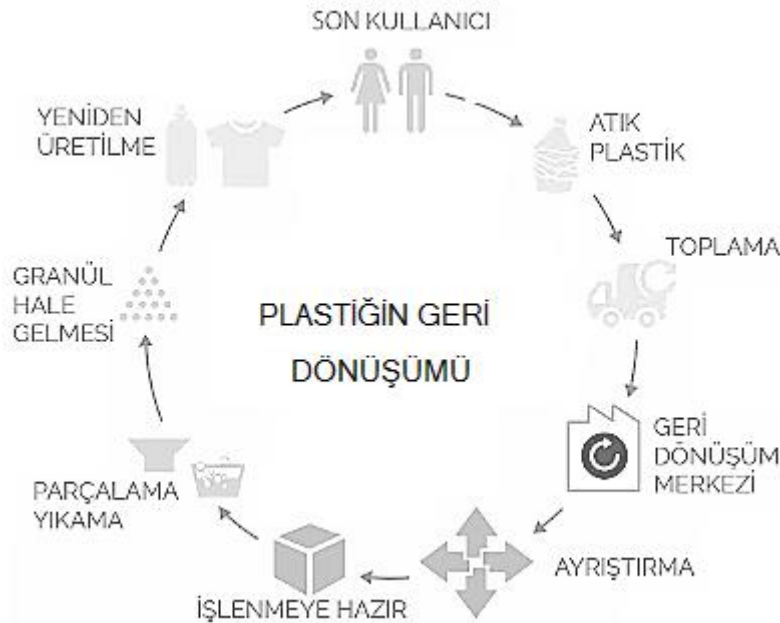 SON KULLANICI
ATIK
PLASTİK
TOPLAMA
GERİ
DÖNÜŞÜM
MERKEZİ
AYRIŞTIRMA
İŞLENMEYE HAZIR
PARÇALAMA
YIKAMA
GRANÜL
HALE
GELMESİ
YENİDEN
ÜRETİLME
PLASTİĞİN GERİ
DÖNÜŞÜMÜ